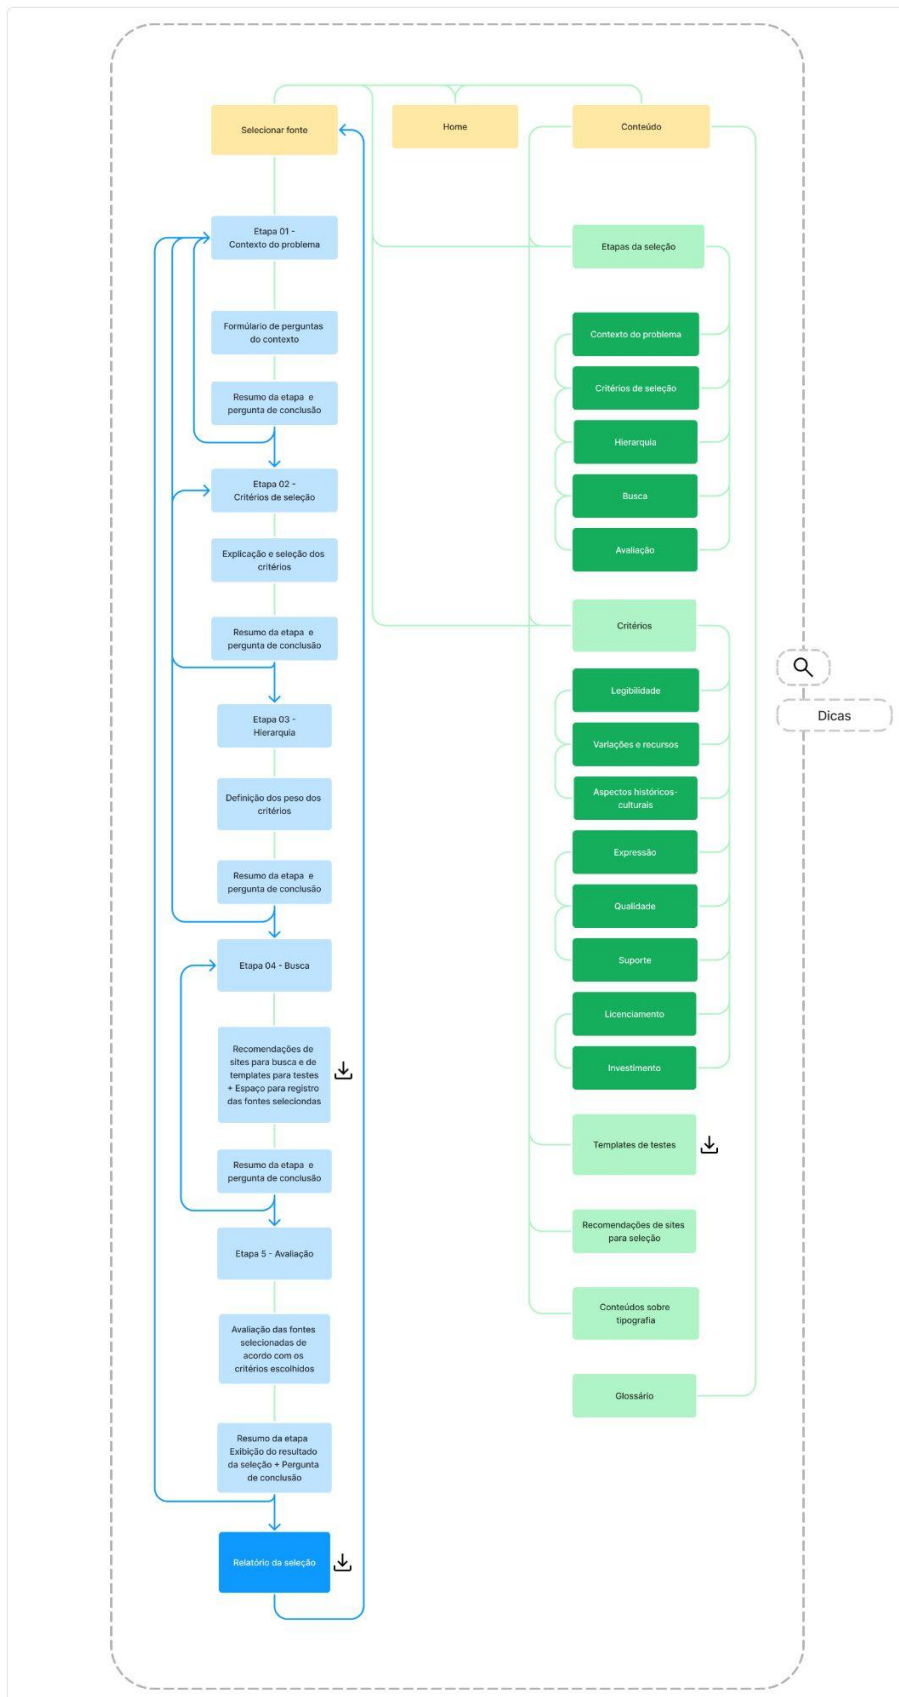 Selecionar fonte
Home
Conteúdo
Etapa 01 -
Contexto do problema
Formúlario de perguntas
do contexto
Resumo da etapa e
pergunta de conclusão
Etapa 02 -
Critérios de seleção
Explicação e seleção dos
critérios
Resumo da etapa e
pergunta de conclusão
Etapa 03 -
Hierarquia
Definição dos peso dos
critérios
Resumo da etapa e
pergunta de conclusão
Etapa 04 - Busca
Recomendações de
sites para busca e de
templates para testes
+ Espaço para registro
das fontes seleciondas
Resumo da etapa e
pergunta de conclusão
Etapa 5 - Avaliação
Avaliação das fontes
selecionadas de
acordo com os
critérios escolhidos
Resumo da etapa
Exibição do resultado
da seleção + Pergunta
de conclusão
Relatório da seleção
Etapas da seleção
Contexto do problema
Critérios de seleção
Hierarquia
Busca
Avaliação
Critérios
Legibilidade
Variações e recursos
Aspectos históricos-
culturais
Expressão
Qualidade
Suporte
Licenciamento
Investimento
Templates de testes
Recomendações de sites
para seleção
Conteúdos sobre
tipografia
Glossário
Dicas